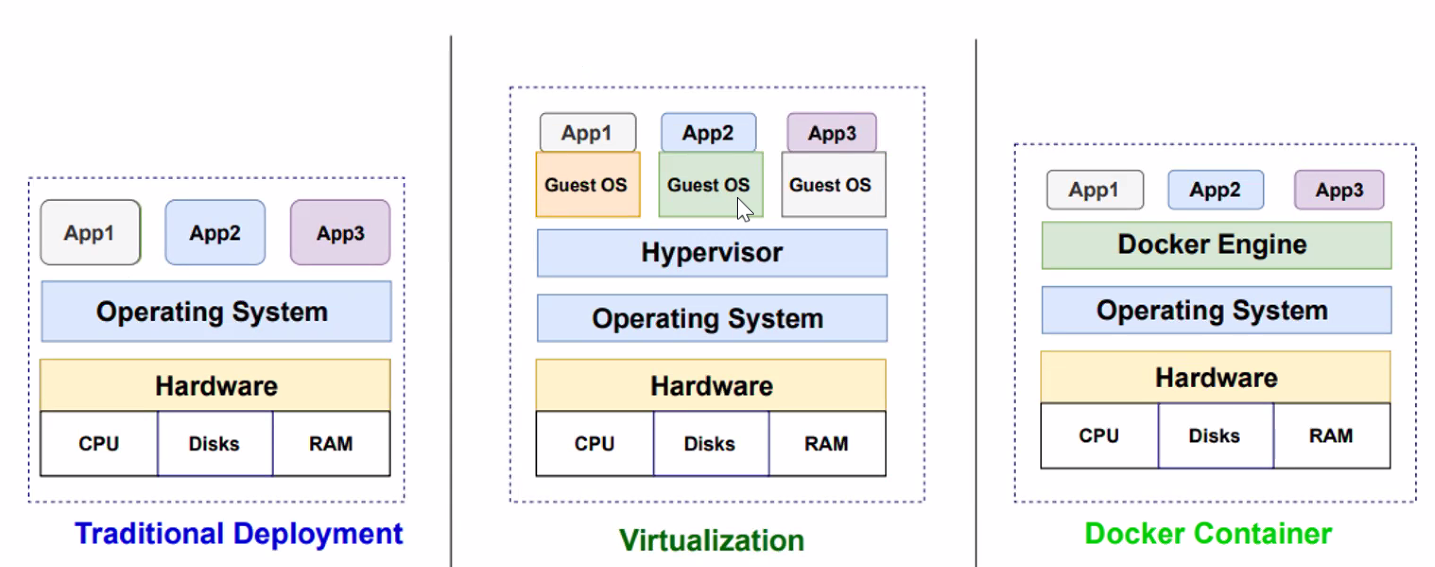 App1
App2
App3
Operating System
Hardware
CPU
Disks
RAM
Traditional Deployment
App1
App2
App3
Guest OS
Guest OS
Guest OS
Hypervisor
Operating System
Hardware
CPU
Disks
RAM
Virtualization
App1
App2
App3
Docker Engine
Operating System
Hardware
CPU
Disks
RAM
Docker Container